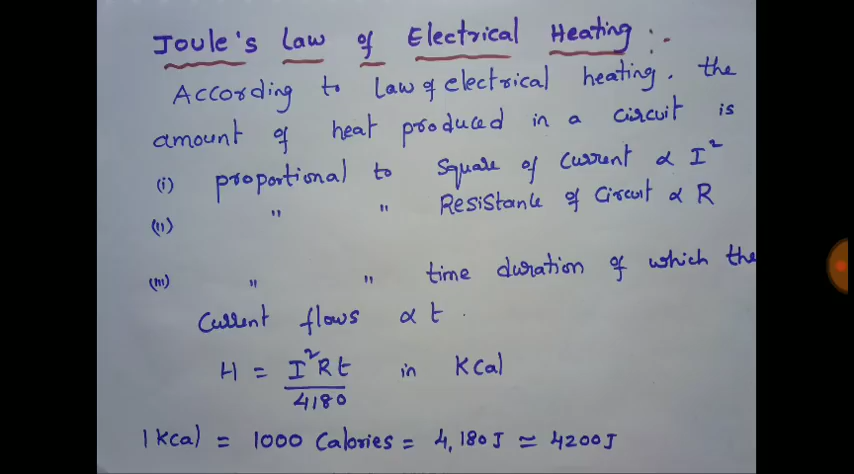 Joule's Law of Electrical Heating :-
According to Law of electrical heating. the
amount of heat produced in a circuit is
(i) proportional to Square of Current ∝ I²
(ii) " " Resistance of Circuit ∝ R
(iii) " " time duration of which the
Current flows ∝ t.
H = I²Rt/4180 in Kcal
1 kcal = 1000 Calories = 4,180J ≃ 4200J